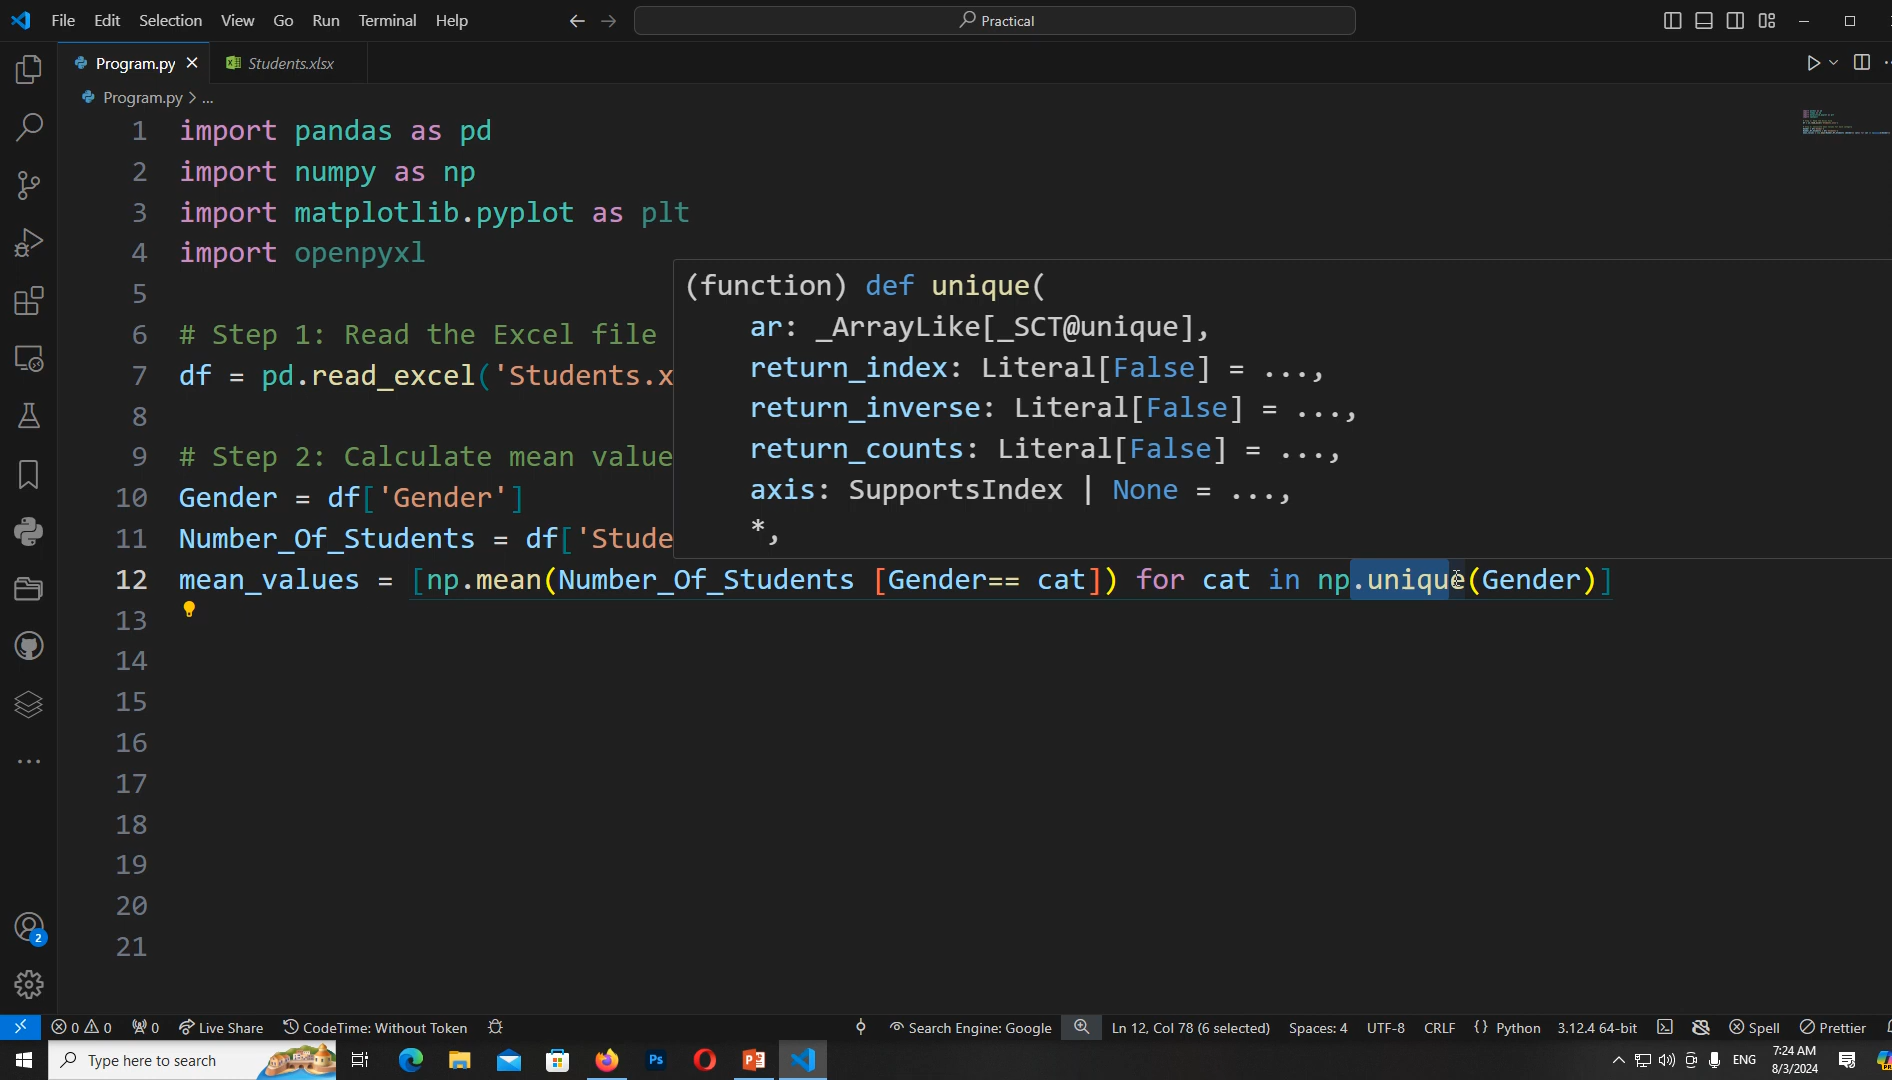 File Edit Selection View Go Run Terminal Help
Practical
Program.py
Students.xlsx
Program.py > ...
1 import pandas as pd
2 import numpy as np
3 import matplotlib.pyplot as plt
4 import openpyxl
5
6 # Step 1: Read the Excel file
7 df = pd.read_excel('Students.x
8
9 # Step 2: Calculate mean value
10 Gender = df['Gender']
11 Number_Of_Students = df['Stude
12 mean_values = [np.mean(Number_Of_Students [Gender== cat]) for cat in np.unique(Gender)]
13
14
15
16
17
18
19
20
21
(function) def unique(
ar: _ArrayLike[_SCT@unique],
return_index: Literal[False] = ...,
return_inverse: Literal[False] = ...,
return_counts: Literal[False] = ...,
axis: SupportsIndex | None = ...,
*,
2
0 0 0 Live Share CodeTime: Without Token Search Engine: Google Ln 12, Col 78 (6 selected) Spaces: 4 UTF-8 CRLF {} Python 3.12.4 64-bit Spell Prettier
Type here to search Ps ENG 7:24 AM
8/3/2024